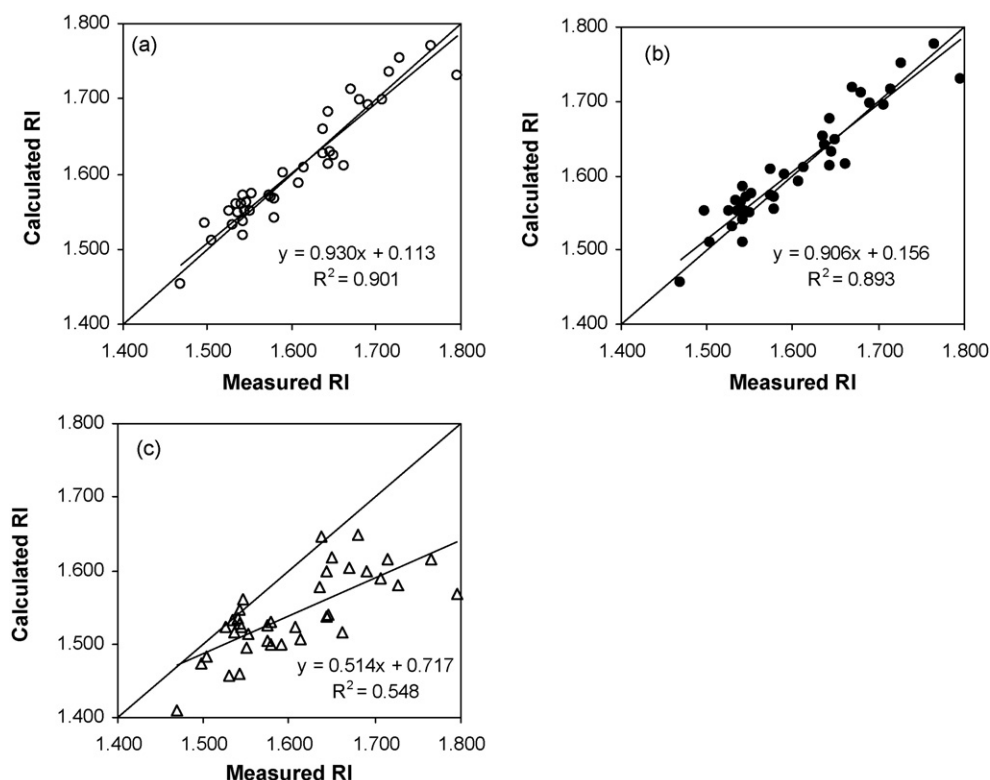 (a)
Calculated RI
1.800
1.700
1.600
1.500
1.400
y = 0.930x + 0.113
R² = 0.901
1.400 1.500 1.600 1.700 1.800
Measured RI
(b)
Calculated RI
1.800
1.700
1.600
1.500
1.400
y = 0.906x + 0.156
R² = 0.893
1.400 1.500 1.600 1.700 1.800
Measured RI
(c)
Calculated RI
1.800
1.700
1.600
1.500
1.400
y = 0.514x + 0.717
R² = 0.548
1.400 1.500 1.600 1.700 1.800
Measured RI